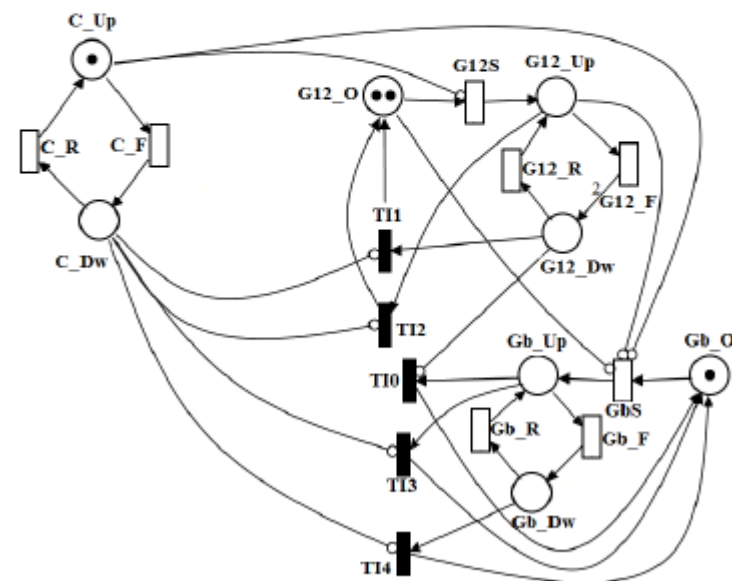 C_Up
G12S
G12_Up
G12_O
C_R
C_F
G12_R
2
G12_F
TI1
C_Dw
G12_Dw
TI2
Gb_Up
Gb_O
TI0
GbS
Gb_R
Gb_F
TI3
Gb_Dw
TI4